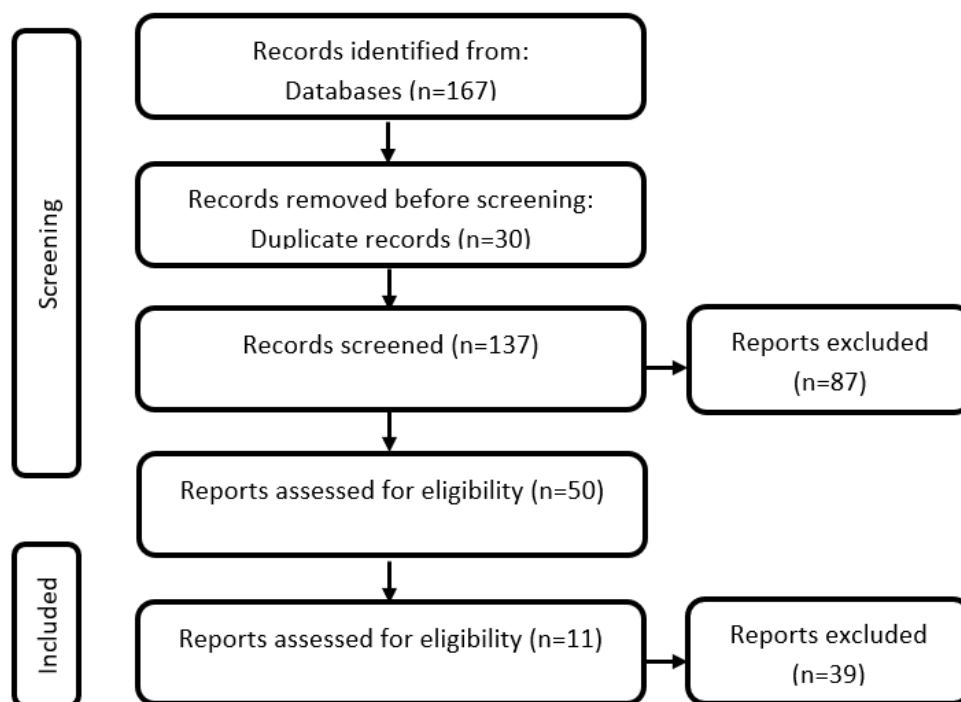 Screening
Records identified from:
Databases (n=167)
Records removed before screening:
Duplicate records (n=30)
Records screened (n=137)
Reports excluded
(n=87)
Reports assessed for eligibility (n=50)
Included
Reports assessed for eligibility (n=11)
Reports excluded
(n=39)